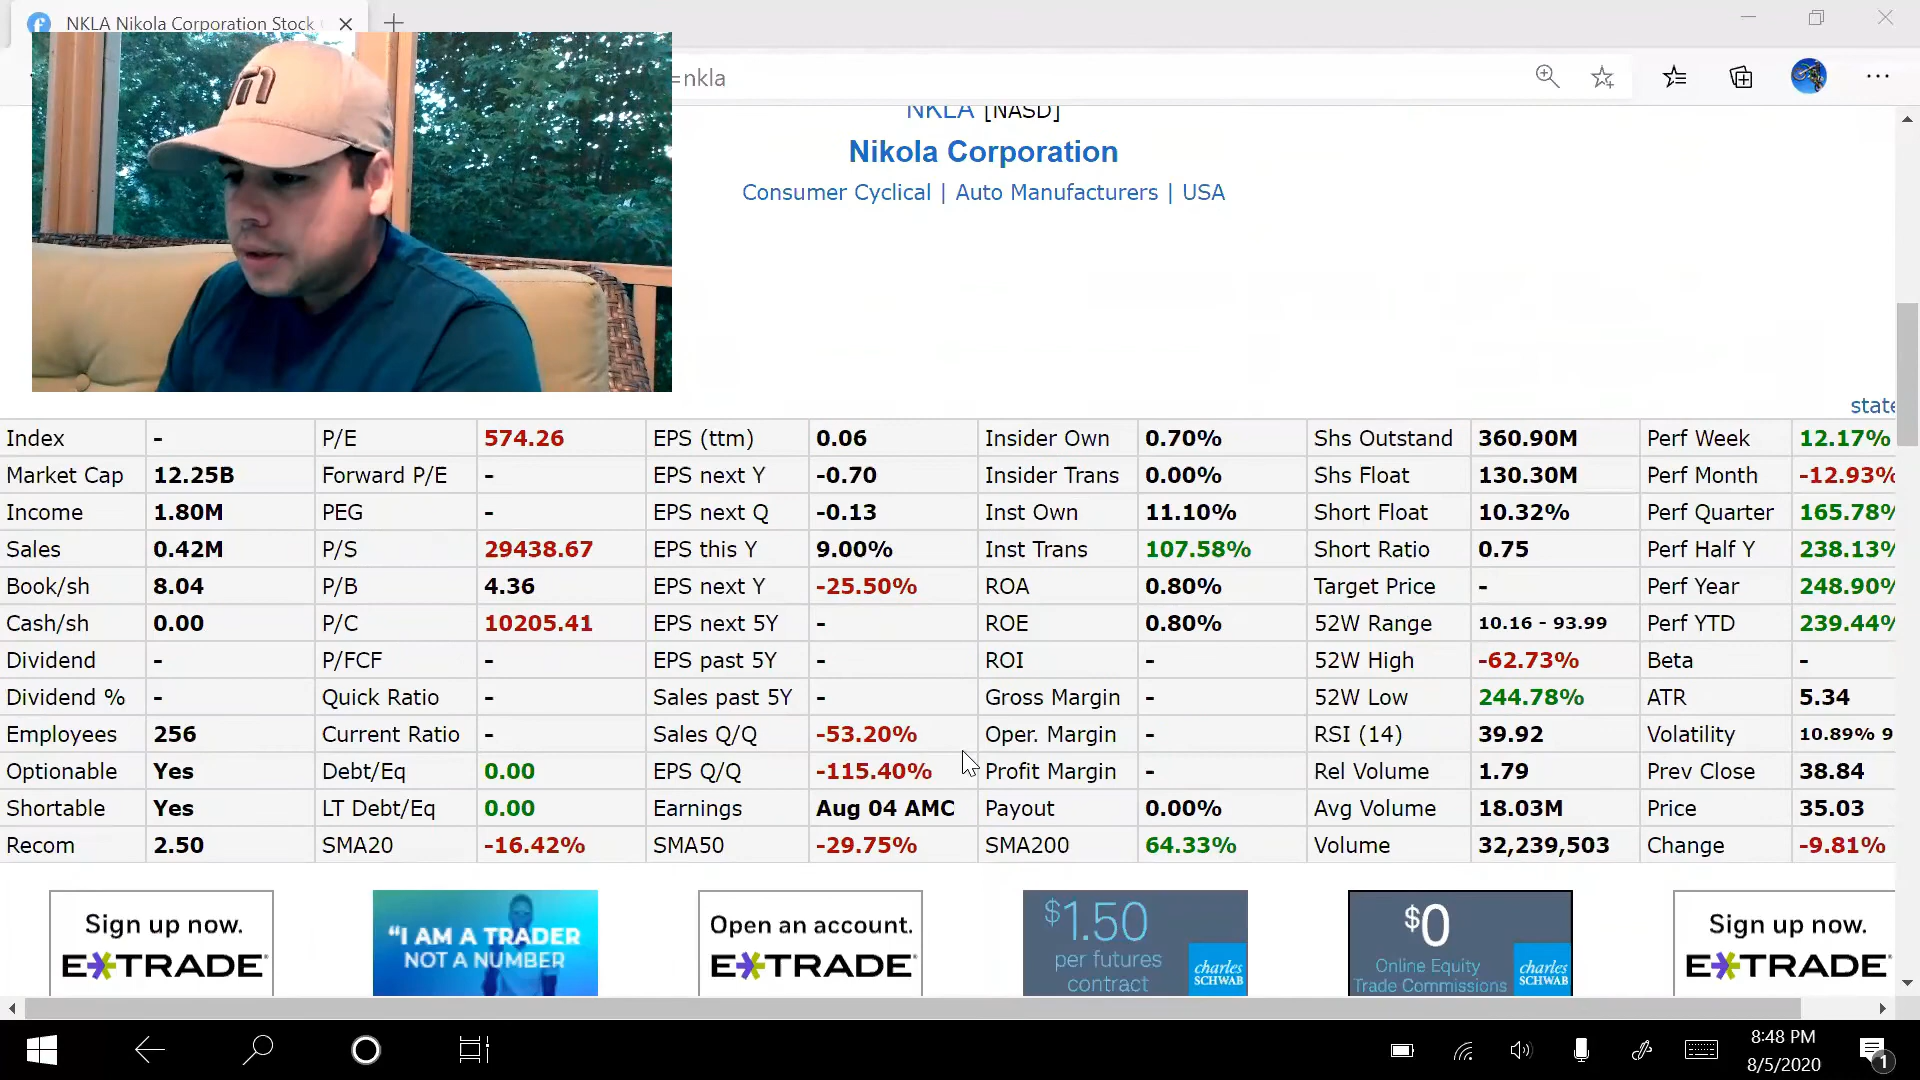 NKLA Nikola Corporation Stock
=nkla
NKLA [NASD]
Nikola Corporation
Consumer Cyclical | Auto Manufacturers | USA
state
Index - P/E 574.26 EPS (ttm) 0.06 Insider Own 0.70% Shs Outstand 360.90M Perf Week 12.17%
Market Cap 12.25B Forward P/E - EPS next Y -0.70 Insider Trans 0.00% Shs Float 130.30M Perf Month -12.93%
Income 1.80M PEG - EPS next Q -0.13 Inst Own 11.10% Short Float 10.32% Perf Quarter 165.78%
Sales 0.42M P/S 29438.67 EPS this Y 9.00% Inst Trans 107.58% Short Ratio 0.75 Perf Half Y 238.13%
Book/sh 8.04 P/B 4.36 EPS next Y -25.50% ROA 0.80% Target Price - Perf Year 248.90%
Cash/sh 0.00 P/C 10205.41 EPS next 5Y - ROE 0.80% 52W Range 10.16 - 93.99 Perf YTD 239.44%
Dividend - P/FCF - EPS past 5Y - ROI - 52W High -62.73% Beta -
Dividend % - Quick Ratio - Sales past 5Y - Gross Margin - 52W Low 244.78% ATR 5.34
Employees 256 Current Ratio - Sales Q/Q -53.20% Oper. Margin - RSI (14) 39.92 Volatility 10.89% 9
Optionable Yes Debt/Eq 0.00 EPS Q/Q -115.40% Profit Margin - Rel Volume 1.79 Prev Close 38.84
Shortable Yes LT Debt/Eq 0.00 Earnings Aug 04 AMC Payout 0.00% Avg Volume 18.03M Price 35.03
Recom 2.50 SMA20 -16.42% SMA50 -29.75% SMA200 64.33% Volume 32,239,503 Change -9.81%
Sign up now.
E*TRADE
"I AM A TRADER
NOT A NUMBER
Open an account.
E*TRADE
$1.50
per futures
contract
charles
SCHWAB
$0
Online Equity
Trade Commissions
charles
SCHWAB
Sign up now.
E*TRADE
8:48 PM
8/5/2020
1